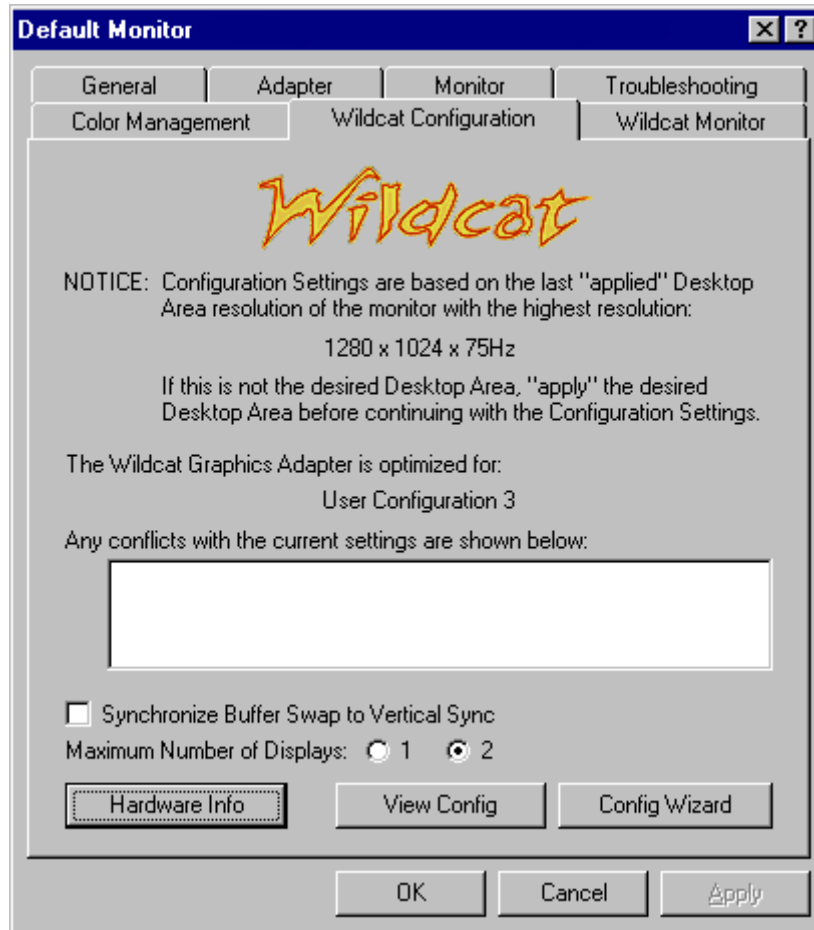 Default Monitor
General Adapter Monitor Troubleshooting
Color Management Wildcat Configuration Wildcat Monitor
Wildcat
NOTICE: Configuration Settings are based on the last "applied" Desktop
Area resolution of the monitor with the highest resolution:
1280 x 1024 x 75Hz
If this is not the desired Desktop Area, "apply" the desired
Desktop Area before continuing with the Configuration Settings.
The Wildcat Graphics Adapter is optimized for:
User Configuration 3
Any conflicts with the current settings are shown below:
Synchronize Buffer Swap to Vertical Sync
Maximum Number of Displays: 1 2
Hardware Info View Config Config Wizard
OK Cancel Apply